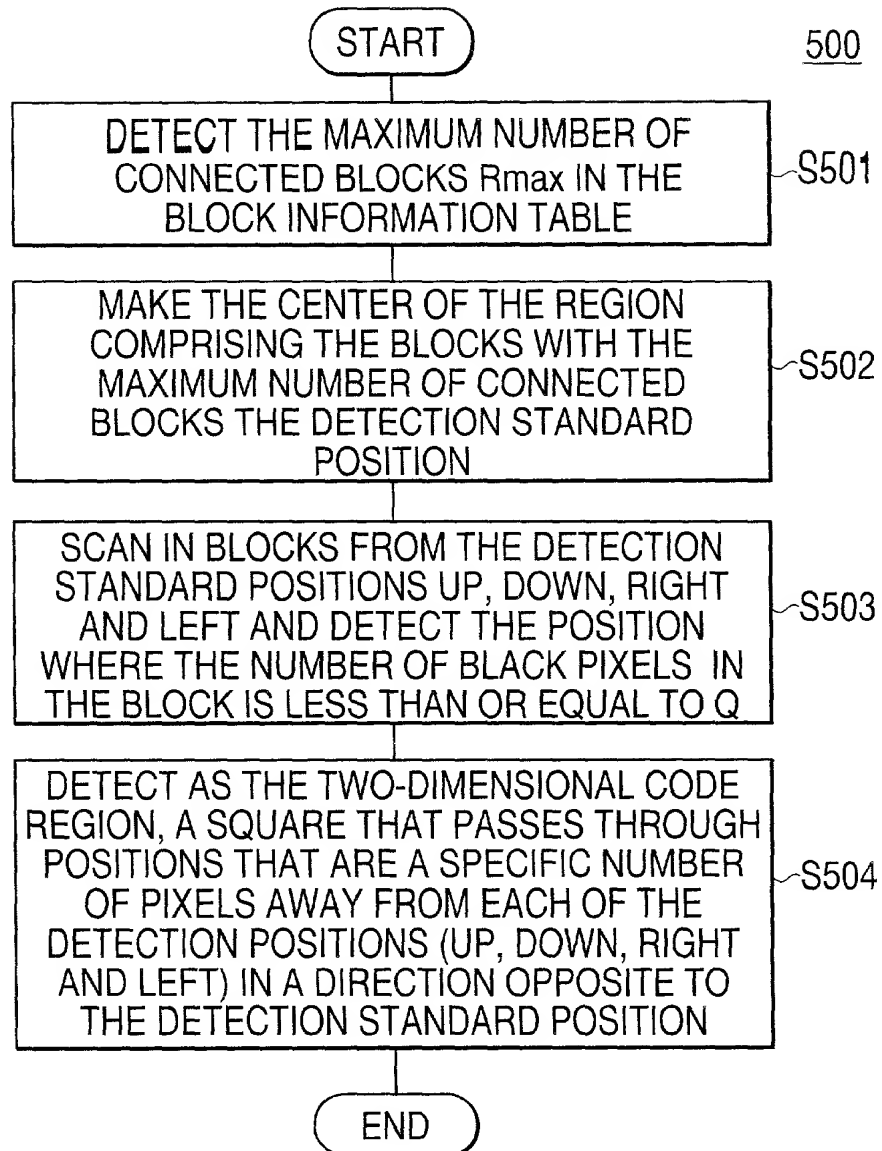 START
500
DETECT THE MAXIMUM NUMBER OF
CONNECTED BLOCKS Rmax IN THE
BLOCK INFORMATION TABLE
S501
MAKE THE CENTER OF THE REGION
COMPRISING THE BLOCKS WITH THE
MAXIMUM NUMBER OF CONNECTED
BLOCKS THE DETECTION STANDARD
POSITION
S502
SCAN IN BLOCKS FROM THE DETECTION
STANDARD POSITIONS UP, DOWN, RIGHT
AND LEFT AND DETECT THE POSITION
WHERE THE NUMBER OF BLACK PIXELS IN
THE BLOCK IS LESS THAN OR EQUAL TO Q
S503
DETECT AS THE TWO-DIMENSIONAL CODE
REGION, A SQUARE THAT PASSES THROUGH
POSITIONS THAT ARE A SPECIFIC NUMBER
OF PIXELS AWAY FROM EACH OF THE
DETECTION POSITIONS (UP, DOWN, RIGHT
AND LEFT) IN A DIRECTION OPPOSITE TO
THE DETECTION STANDARD POSITION
S504
END